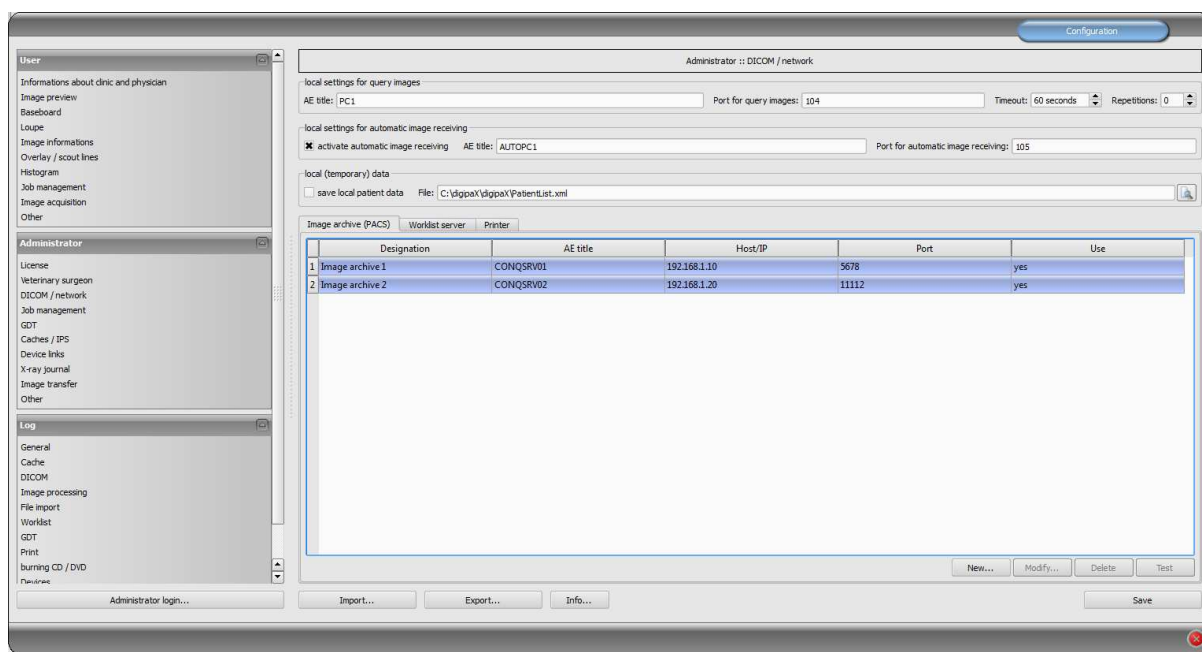 Configuration
User
Informations about clinic and physician
Image preview
Baseboard
Loupe
Image informations
Overlay / scout lines
Histogram
Job management
Image acquisition
Other
Administrator
License
Veterinary surgeon
DICOM / network
Job management
GDT
Caches / IPS
Device links
X-ray journal
Image transfer
Other
Log
General
Cache
DICOM
Image processing
File import
Worklist
GDT
Print
burning CD / DVD
Devices
Administrator login...
Administrator :: DICOM / network
local settings for query images
AE title: PC1 Port for query images: 104 Timeout: 60 seconds Repetitions: 0
local settings for automatic image receiving
activate automatic image receiving AE title: AUTOPC1 Port for automatic image receiving: 105
local (temporary) data
save local patient data File: C:\digipaX\digipaX\PatientList.xml
Image archive (PACS) Worklist server Printer
Designation AE title Host/IP Port Use
1 Image archive 1 CONQSRV01 192.168.1.10 5678 yes
2 Image archive 2 CONQSRV02 192.168.1.20 11112 yes
New... Modify... Delete Test
Import... Export... Info... Save